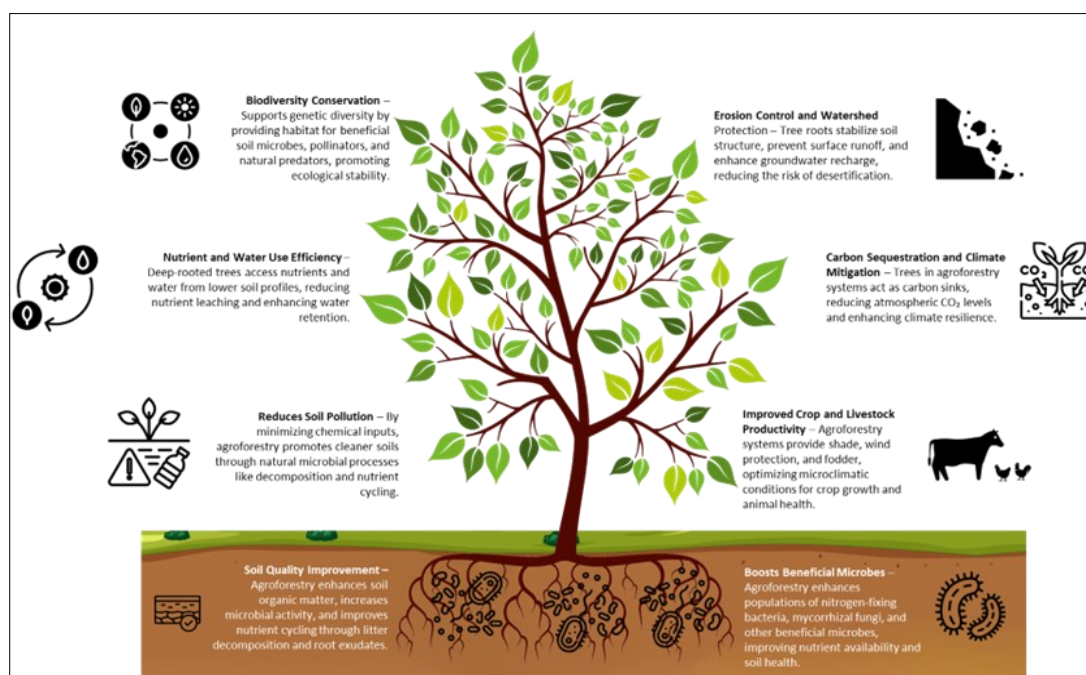 Biodiversity Conservation –
Supports genetic diversity by
providing habitat for beneficial
soil microbes, pollinators, and
natural predators, promoting
ecological stability.
Erosion Control and Watershed
Protection – Tree roots stabilize soil
structure, prevent surface runoff, and
enhance groundwater recharge,
reducing the risk of desertification.
Nutrient and Water Use Efficiency –
Deep-rooted trees access nutrients and
water from lower soil profiles, reducing
nutrient leaching and enhancing water
retention.
Carbon Sequestration and Climate
Mitigation – Trees in agroforestry
systems act as carbon sinks,
reducing atmospheric CO₂ levels
and enhancing climate resilience.
CO₂ CO₂
Reduces Soil Pollution – By
minimizing chemical inputs,
agroforestry promotes cleaner soils
through natural microbial processes
like decomposition and nutrient
cycling.
Improved Crop and Livestock
Productivity – Agroforestry
systems provide shade, wind
protection, and fodder,
optimizing microclimatic
conditions for crop growth and
animal health.
Soil Quality Improvement –
Agroforestry enhances soil
organic matter, increases
microbial activity, and improves
nutrient cycling through litter
decomposition and root exudates.
Boosts Beneficial Microbes –
Agroforestry enhances
populations of nitrogen-fixing
bacteria, mycorrhizal fungi, and
other beneficial microbes,
improving nutrient availability and
soil health.